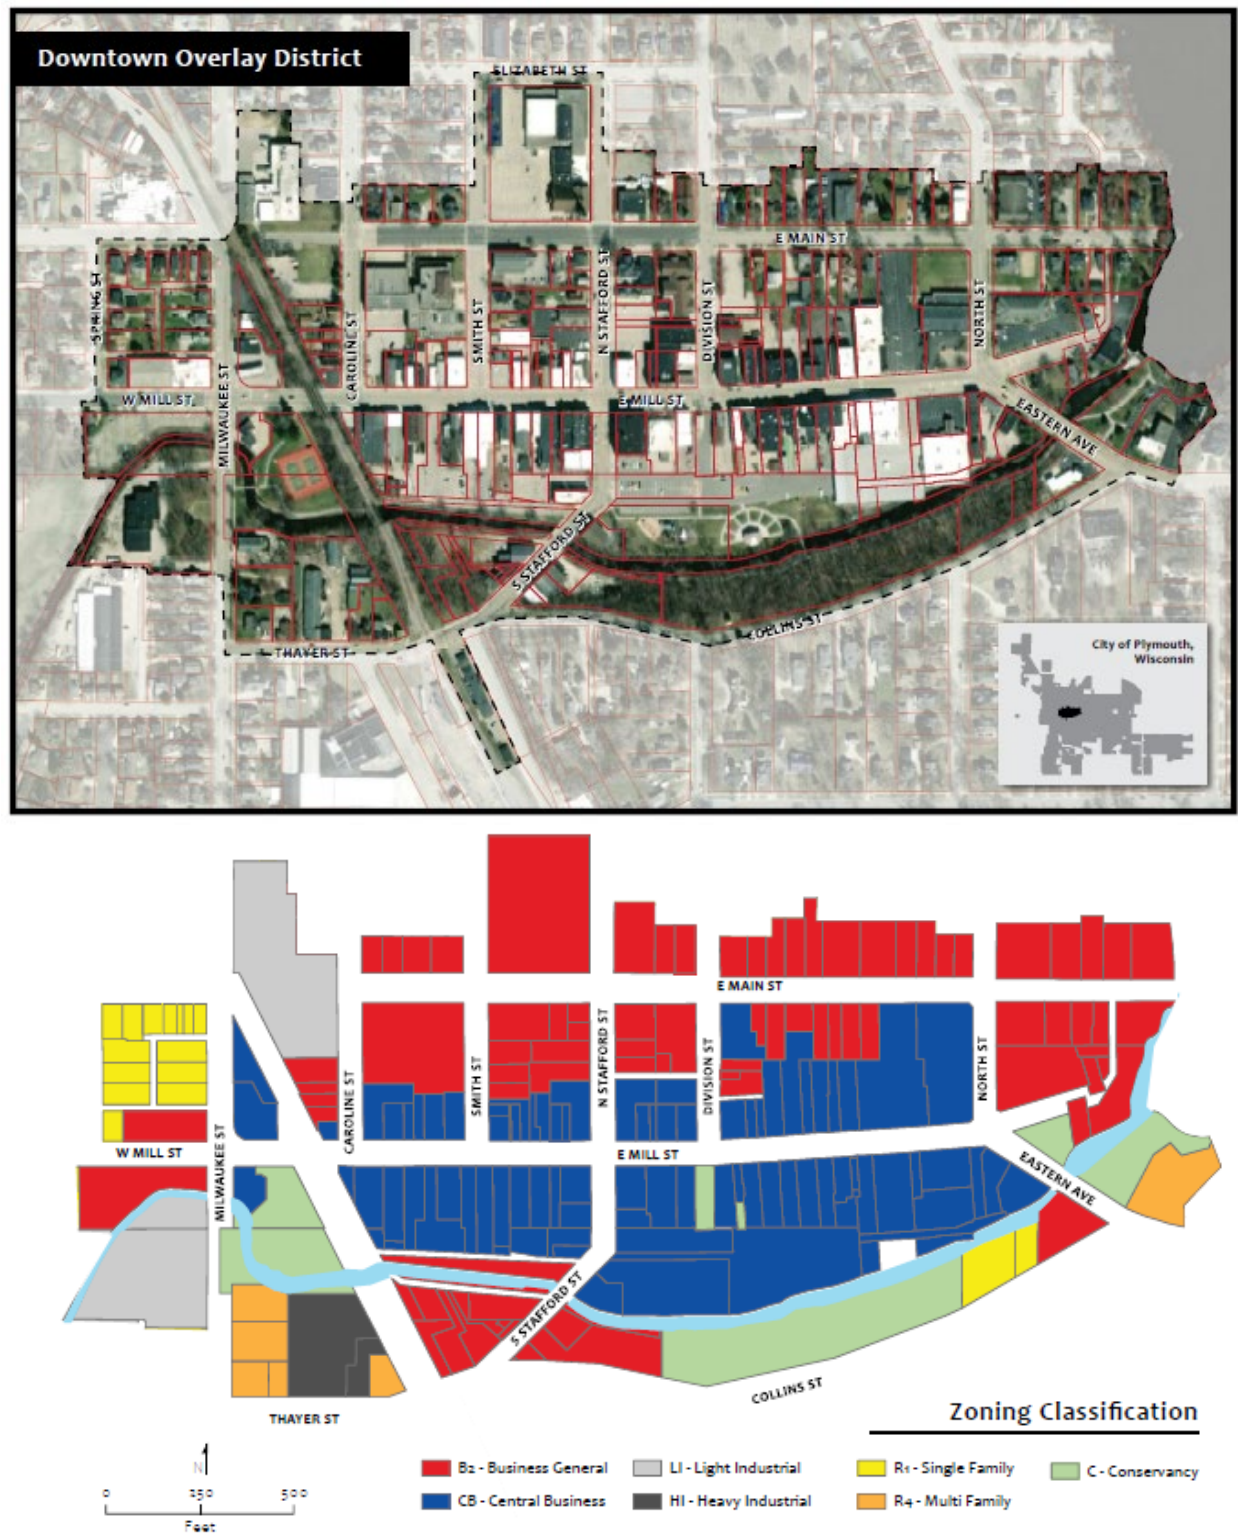 Downtown Overlay District
ELIZABETH ST
E MAIN ST
SPRING ST
MILWAUKEE ST
CAROLINE ST
SMITH ST
N STAFFORD ST
DIVISION ST
NORTH ST
W MILL ST
E MILL ST
EASTERN AVE
S STAFFORD ST
COLLINS ST
THAYER ST
City of Plymouth,
Wisconsin
E MAIN ST
N STAFFORD ST
DIVISION ST
NORTH ST
SMITH ST
CAROLINE ST
MILWAUKEE ST
W MILL ST
E MILL ST
EASTERN AVE
S STAFFORD ST
COLLINS ST
THAYER ST
Zoning Classification
N
0 250 500
Feet
B2 - Business General
CB - Central Business
LI - Light Industrial
HI - Heavy Industrial
R1 - Single Family
R4 - Multi Family
C - Conservancy